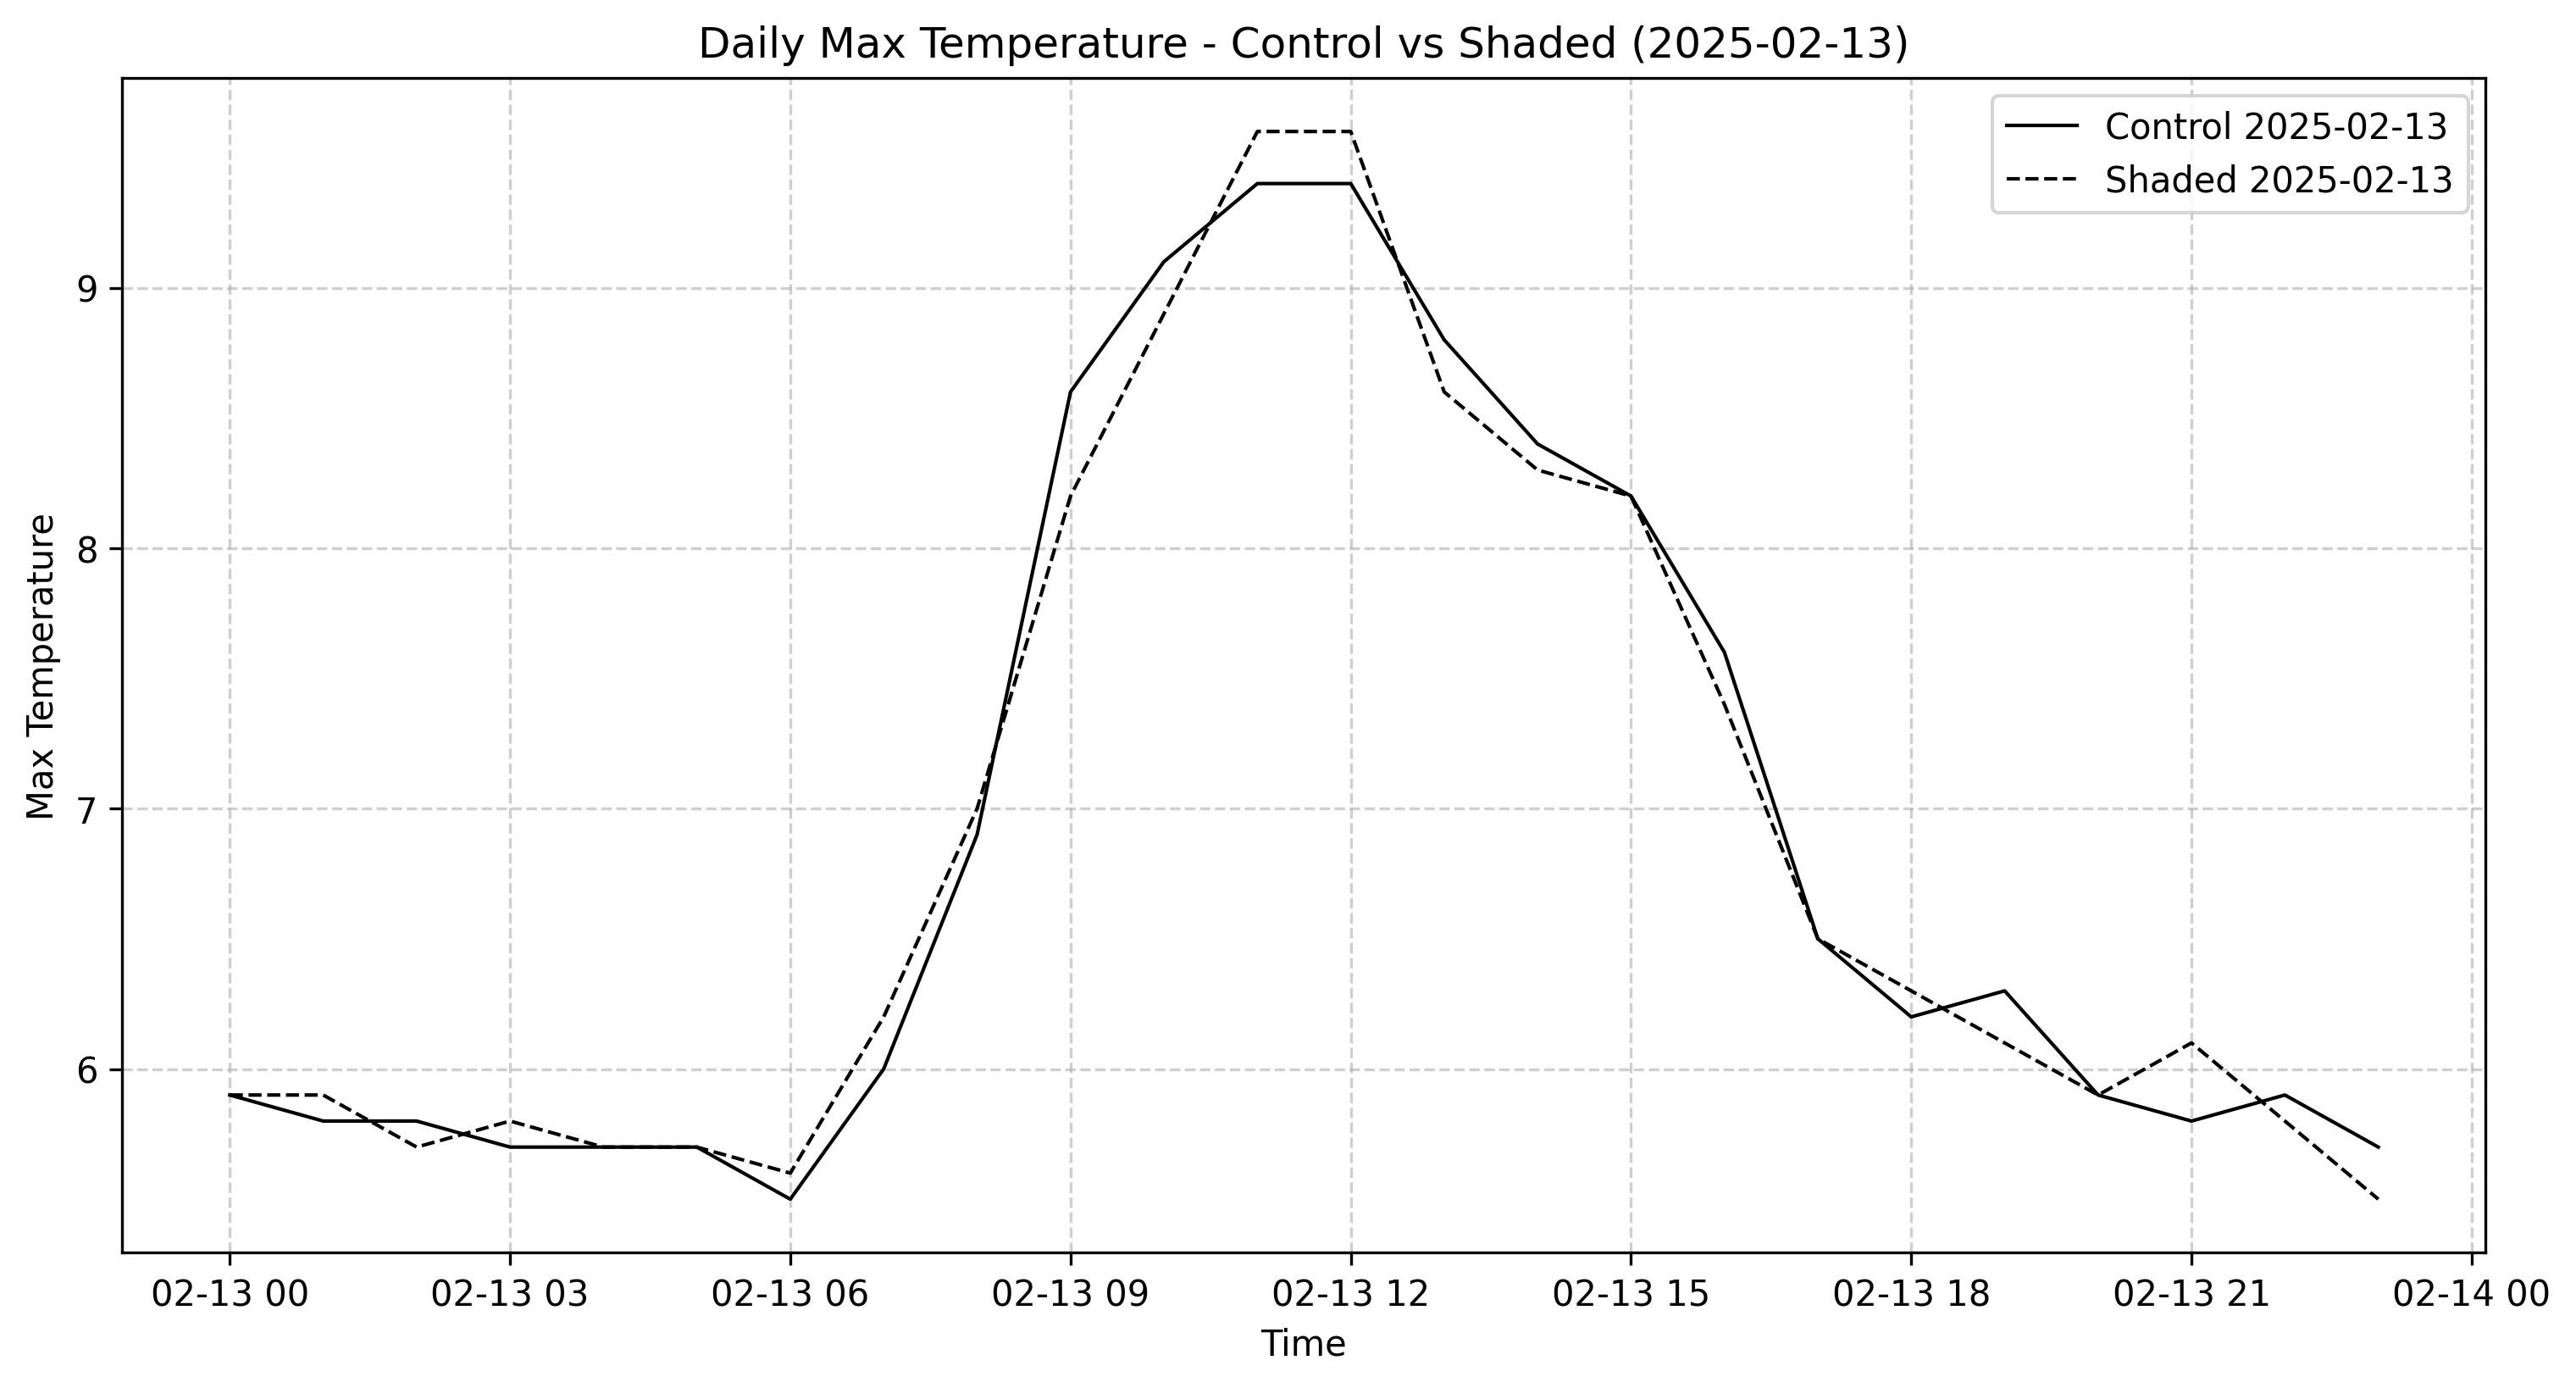 Daily Max Temperature - Control vs Shaded (2025-02-13)
Control 2025-02-13
Shaded 2025-02-13
Max Temperature
9
8
7
6
02-13 00 02-13 03 02-13 06 02-13 09 02-13 12 02-13 15 02-13 18 02-13 21 02-14 00
Time